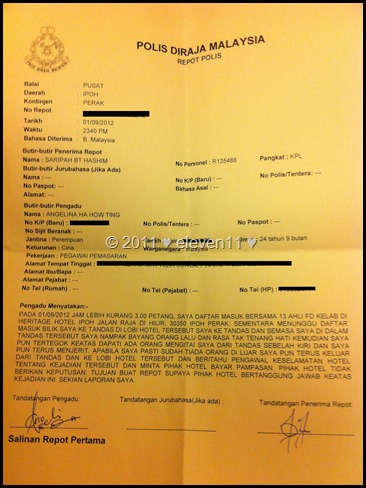 POLIS DIRAJA MALAYSIA
REPOT POLIS
Balai : PUSAT
Daerah : IPOH
Kontinjen : PERAK
No Repot :
Tarikh : 01/09/2012
Waktu : 2340 PM
Bahasa Diterima : B. Malaysia
Butir-butir Penerima Repot
Nama : SARIPAH BT HASHIM No Personel : R135488 Pangkat : KPL
Butir-butir Jurubahasa (Jika Ada)
Nama : --- No K/P (Baru) : --- No Polis/Tentera : ---
No Paspot: --- Bahasa Asal : ---
Alamat: ---
Butir-butir Pengadu
Nama : ANGELINA HA HOW TING
No K/P (Baru) : No Polis/Tentera : --- No Paspot : ---
No Sijil Beranak : ---
Jantina : Perempuan Tarikh : 24 tahun 9 bulan
Keturunan : Cina Warganegara : Malaysia
Pekerjaan : PEGAWAI PEMASARAN
Alamat Tempat Tinggal :
Alamat Ibu/Bapa : ---
Alamat Pejabat : ---
No Tel (Rumah) : --- No Tel (Pejabat) : --- No Tel (HP) :
© eleven11 ♥
Pengadu Menyatakan:-
PADA 01/09/2012 JAM LEBIH KURANG 3.00 PETANG, SAYA DAFTAR MASUK BERSAMA 13 AHLI FD KELAB DI
HERITAGE HOTEL IPOH JALAN RAJA DI HILIR, 30350 IPOH PERAK. SEMENTARA MENUNGGU DAFTAR
MASUK BILIK SAYA KE TANDAS DI LOBI HOTEL TERSEBUT SAYA KE TANDAS DAN SEMASA SAYA DI DALAM
TANDAS TERSEBUT SAYA NAMPAK BAYANG ORANG LALU DAN RASA TAK TENANG HATI KEMUDIAN SAYA
PUN TERTEGOK KEATAS DAPATI ADA ORANG MENGITAI SAYA DARI TANDAS SEBELAH KIRI DAN SAYA
PUN TERUS MENJERIT. APABILA SAYA PASTI SUDAH TIADA ORANG DI LUAR SAYA PUN TERUS KELUAR
DARI TANDAS DAN KE LOBI HOTEL TERSEBUT DAN BERITAHU PENGAWAL KESELAMATAN HOTEL
TENTANG KEJADIAN TERSEBUT DAN MINTA PIHAK HOTEL BAYAR PAMPASAN. PIHAK HOTEL TIDAK
BERIKAN KEPUTUSAN. TUJUAN BUAT REPOT SUPAYA PIHAK HOTEL BERTANGGUNG JAWAB KEATAS
KEJADIAN INI. SEKIAN LAPORAN SAYA.
Tandatangan Pengadu: Tandatangan Jurubahasa(Jika ada) : Tandatangan Penerima Repot:
Salinan Repot Pertama